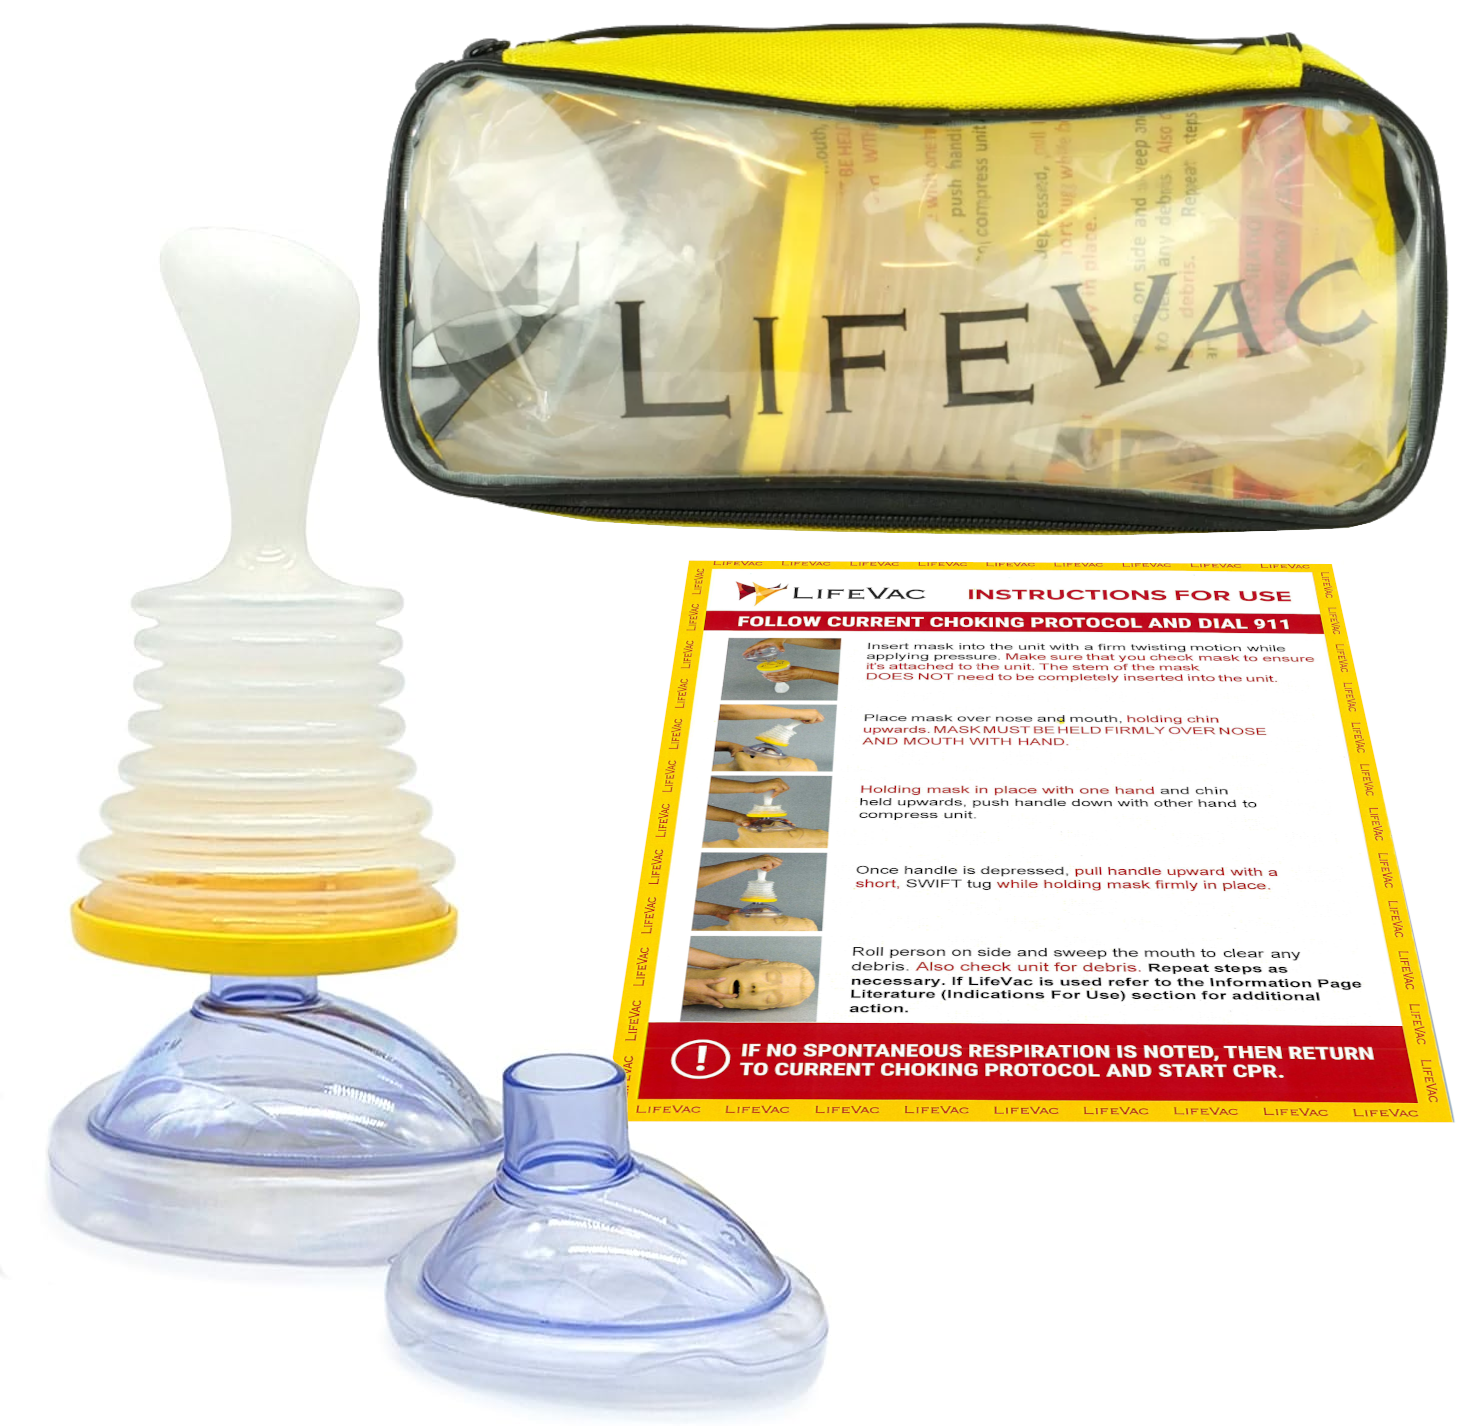 LIFEVAC
LIFEVAC LIFEVAC LIFEVAC LIFEVAC LIFEVAC LIFEVAC LIFEVAC LIFEVAC LIFEVAC
LIFEVAC INSTRUCTIONS FOR USE
FOLLOW CURRENT CHOKING PROTOCOL AND DIAL 911
Insert mask into the unit with a firm twisting motion while
applying pressure. Make sure that you check mask to ensure
it's attached to the unit. The stem of the mask
DOES NOT need to be completely inserted into the unit.
Place mask over nose and mouth, holding chin
upwards. MASK MUST BE HELD FIRMLY OVER NOSE
AND MOUTH WITH HAND.
Holding mask in place with one hand and chin
held upwards, push handle down with other hand to
compress unit.
Once handle is depressed, pull handle upward with a
short, SWIFT tug while holding mask firmly in place.
Roll person on side and sweep the mouth to clear any
debris. Also check unit for debris. Repeat steps as
necessary. If LifeVac is used refer to the Information Page
Literature (Indications For Use) section for additional
action.
IF NO SPONTANEOUS RESPIRATION IS NOTED, THEN RETURN
TO CURRENT CHOKING PROTOCOL AND START CPR.
LIFEVAC LIFEVAC LIFEVAC LIFEVAC LIFEVAC LIFEVAC LIFEVAC LIFEVAC LIFEVAC